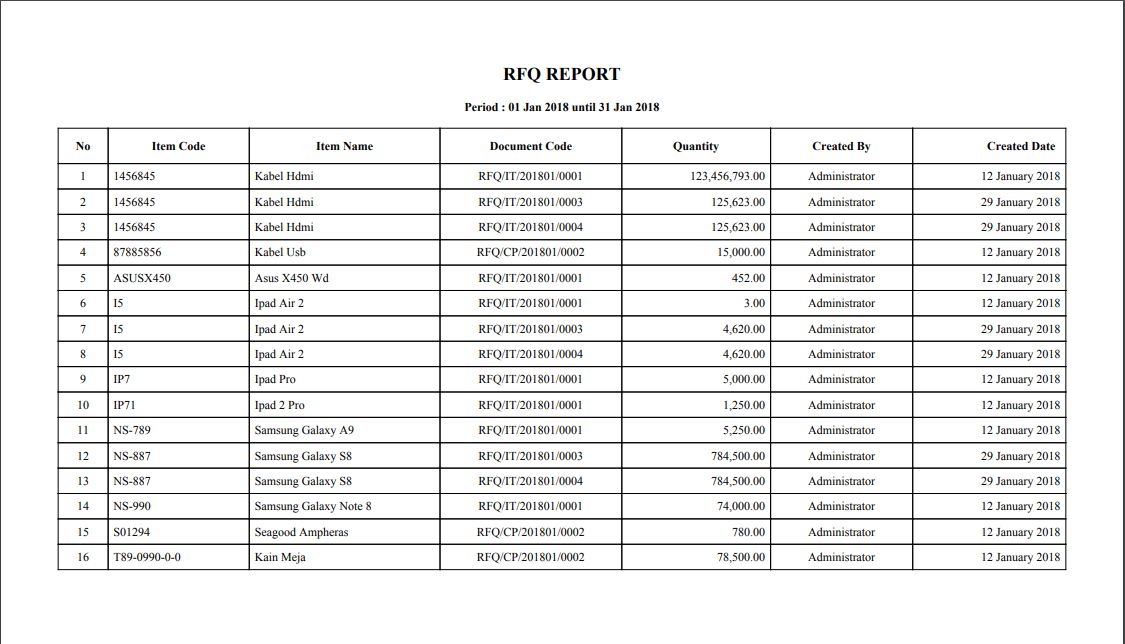 RFQ REPORT
Period : 01 Jan 2018 until 31 Jan 2018
No Item Code Item Name Document Code Quantity Created By Created Date
1 1456845 Kabel Hdmi RFQ/IT/201801/0001 123,456,793.00 Administrator 12 January 2018
2 1456845 Kabel Hdmi RFQ/IT/201801/0003 125,623.00 Administrator 29 January 2018
3 1456845 Kabel Hdmi RFQ/IT/201801/0004 125,623.00 Administrator 29 January 2018
4 87885856 Kabel Usb RFQ/CP/201801/0002 15,000.00 Administrator 12 January 2018
5 ASUSX450 Asus X450 Wd RFQ/IT/201801/0001 452.00 Administrator 12 January 2018
6 I5 Ipad Air 2 RFQ/IT/201801/0001 3.00 Administrator 12 January 2018
7 I5 Ipad Air 2 RFQ/IT/201801/0003 4,620.00 Administrator 29 January 2018
8 I5 Ipad Air 2 RFQ/IT/201801/0004 4,620.00 Administrator 29 January 2018
9 IP7 Ipad Pro RFQ/IT/201801/0001 5,000.00 Administrator 12 January 2018
10 IP71 Ipad 2 Pro RFQ/IT/201801/0001 1,250.00 Administrator 12 January 2018
11 NS-789 Samsung Galaxy A9 RFQ/IT/201801/0001 5,250.00 Administrator 12 January 2018
12 NS-887 Samsung Galaxy S8 RFQ/IT/201801/0003 784,500.00 Administrator 29 January 2018
13 NS-887 Samsung Galaxy S8 RFQ/IT/201801/0004 784,500.00 Administrator 29 January 2018
14 NS-990 Samsung Galaxy Note 8 RFQ/IT/201801/0001 74,000.00 Administrator 12 January 2018
15 S01294 Seagood Ampheras RFQ/CP/201801/0002 780.00 Administrator 12 January 2018
16 T89-0990-0-0 Kain Meja RFQ/CP/201801/0002 78,500.00 Administrator 12 January 2018